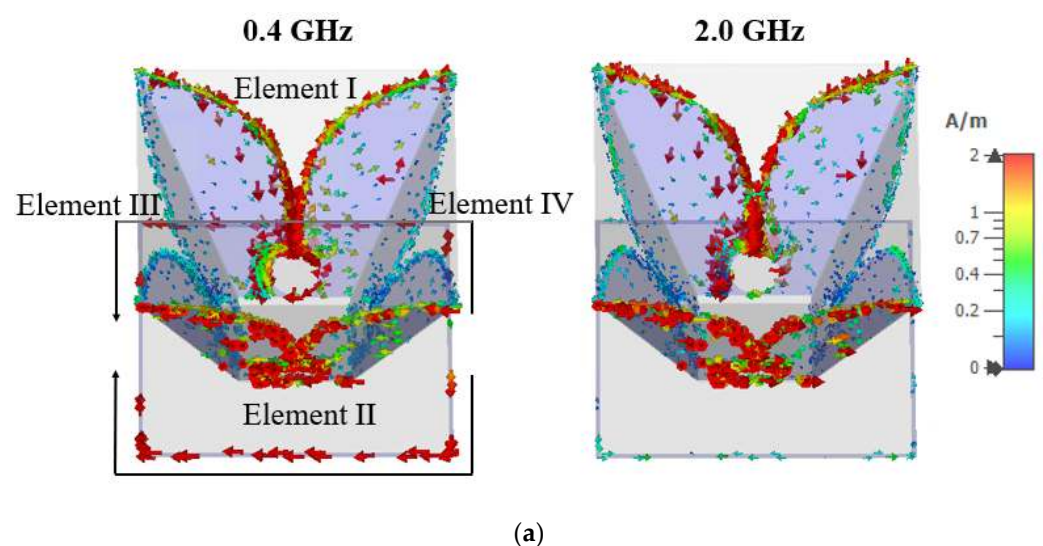 0.4 GHz 2.0 GHz
Element I
A/m
2
Element III Element IV
1
0.7
0.4
0.2
0
Element II
(a)